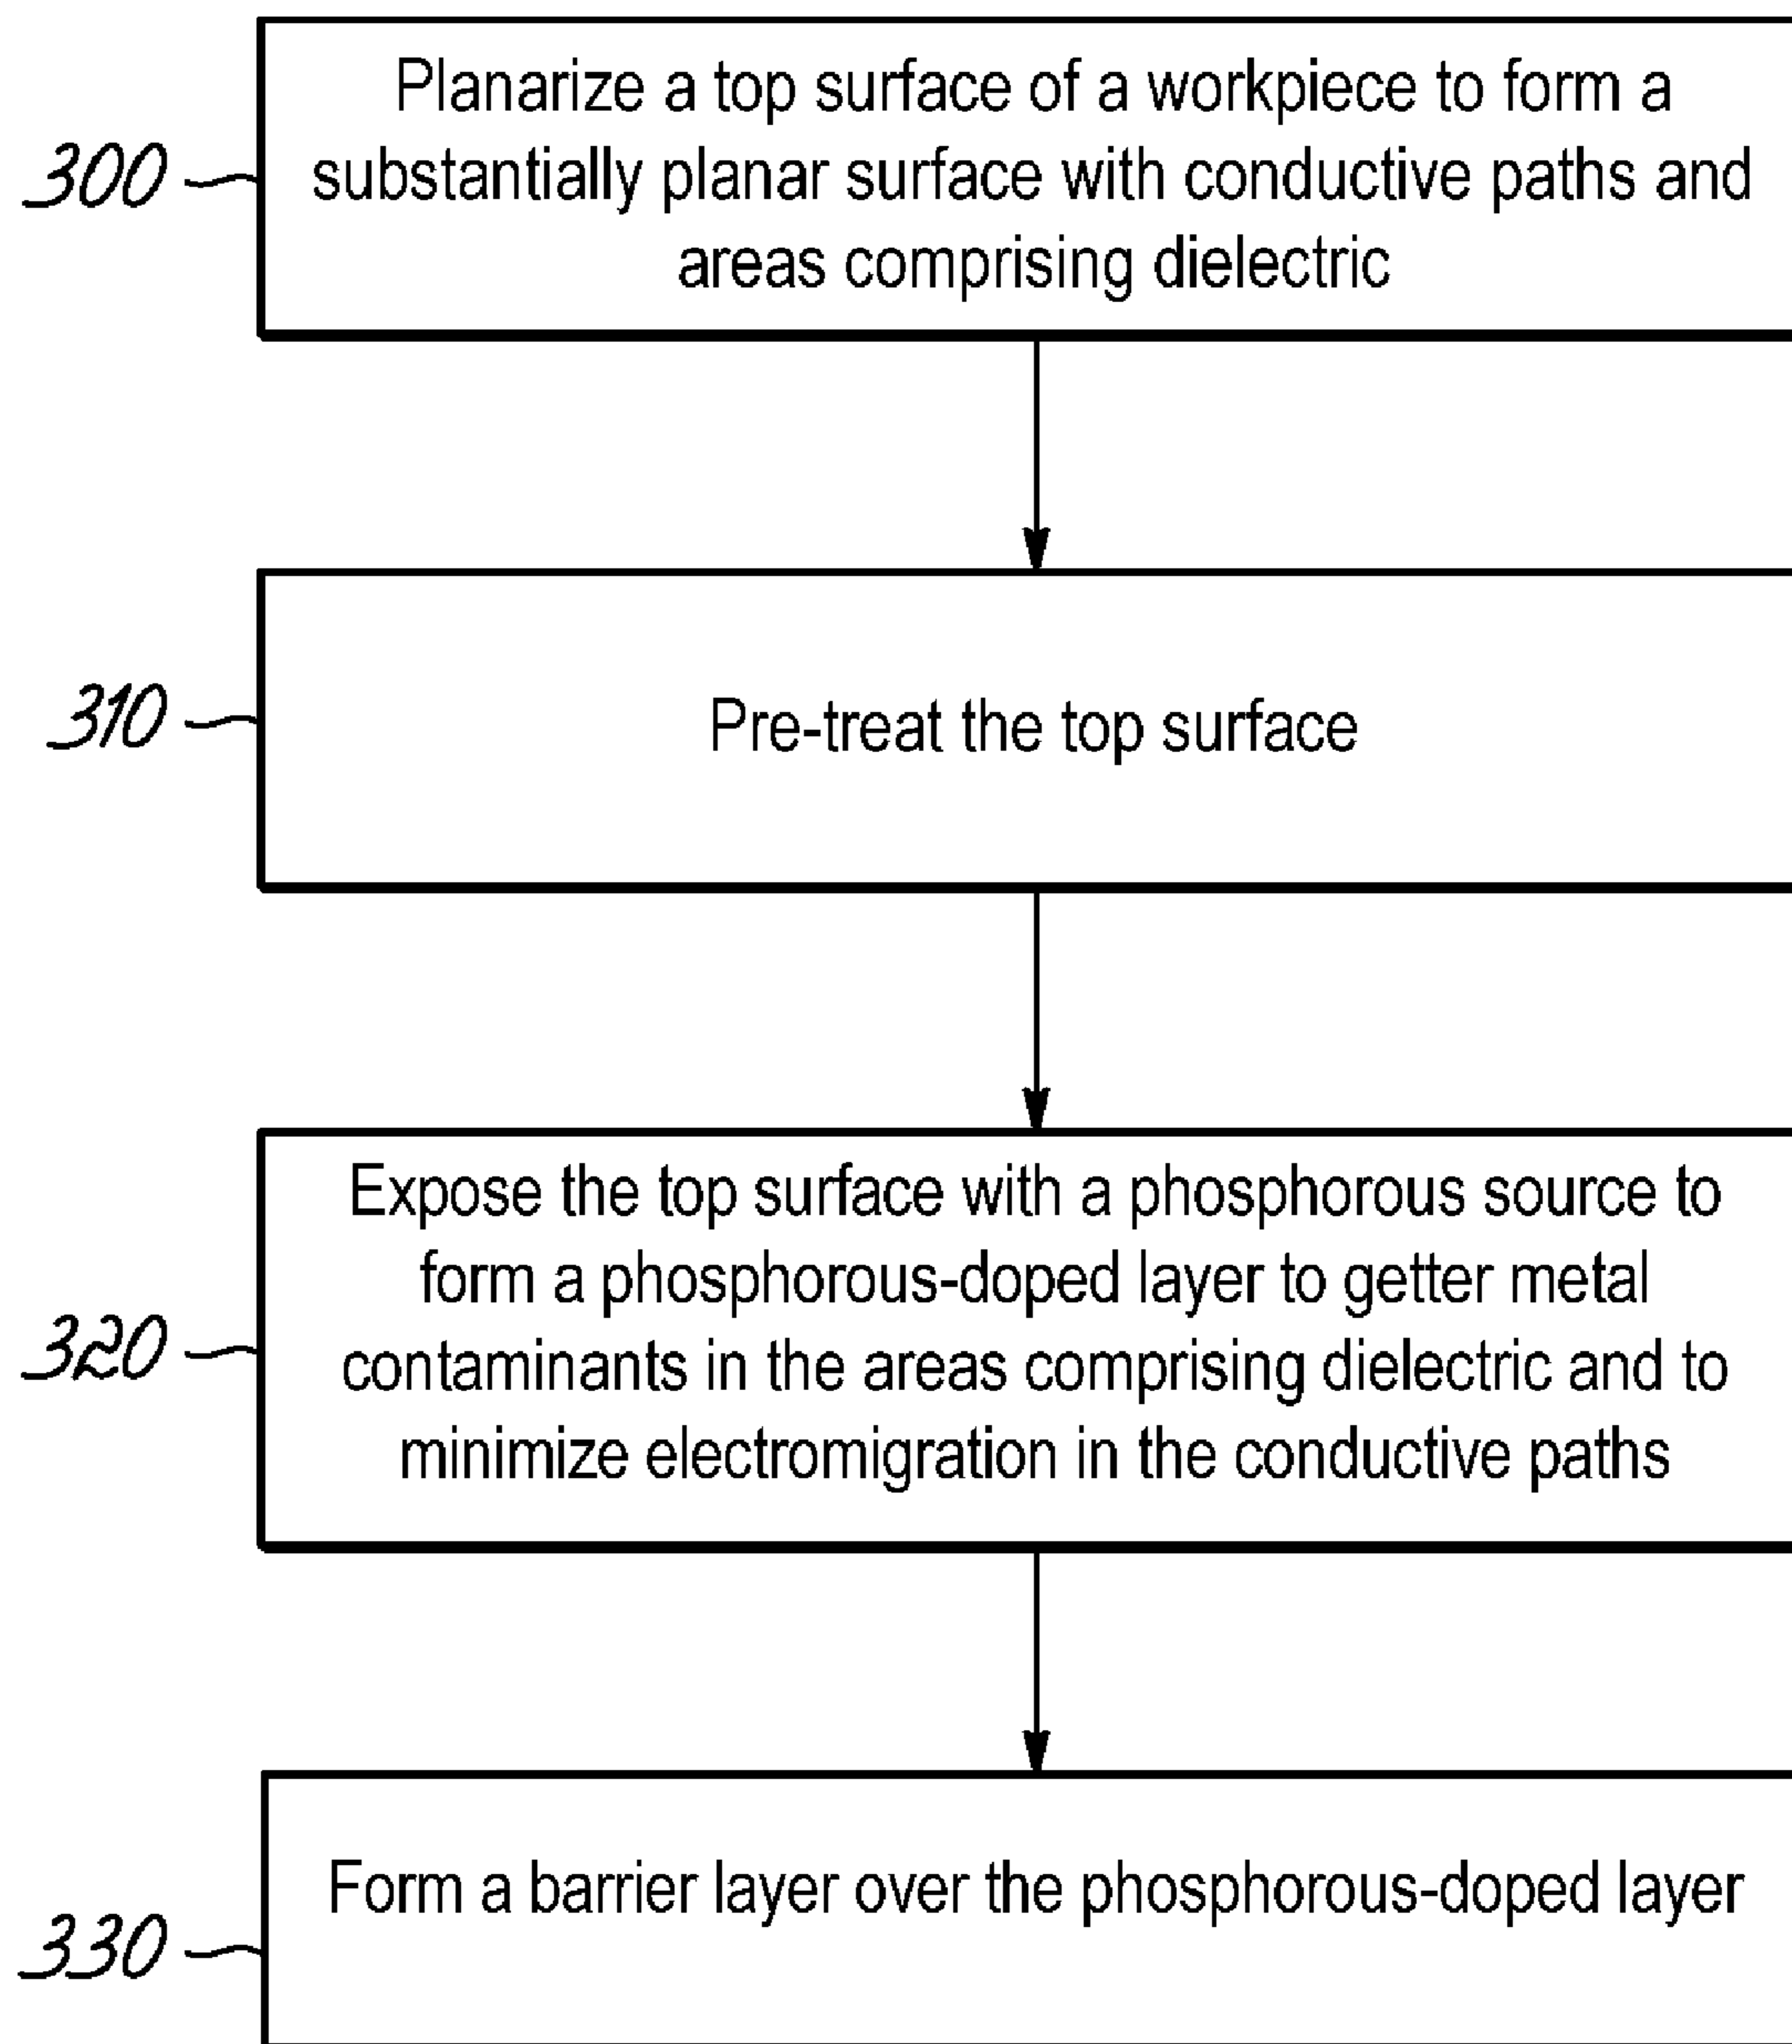 Planarize a top surface of a workpiece to form a
substantially planar surface with conductive paths and
areas comprising dielectric
300
Pre-treat the top surface
310
Expose the top surface with a phosphorous source to
form a phosphorous-doped layer to getter metal
contaminants in the areas comprising dielectric and to
minimize electromigration in the conductive paths
320
Form a barrier layer over the phosphorous-doped layer
330